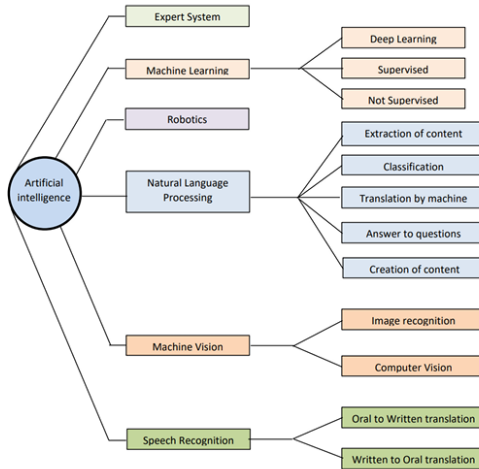 Expert System
Machine Learning
Deep Learning
Supervised
Not Supervised
Robotics
Artificial
intelligence
Natural Language
Processing
Extraction of content
Classification
Translation by machine
Answer to questions
Creation of content
Machine Vision
Image recognition
Computer Vision
Speech Recognition
Oral to Written translation
Written to Oral translation